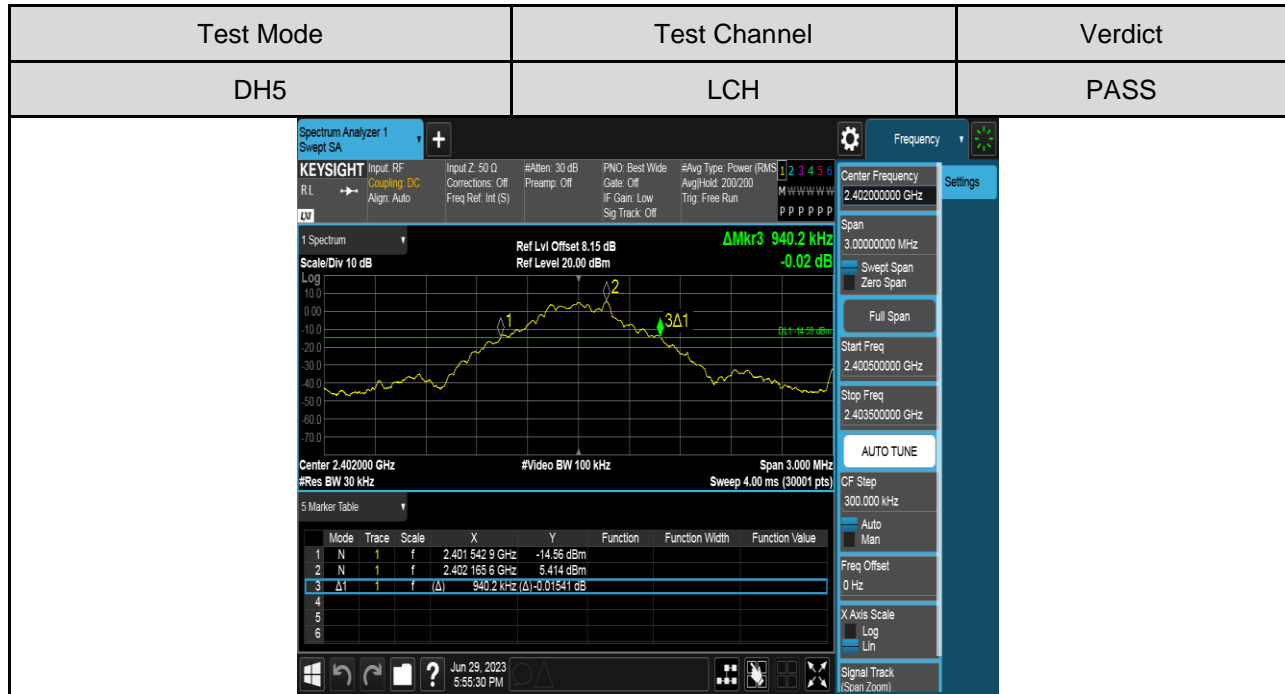 Test Mode Test Channel Verdict
DH5 LCH PASS
Spectrum Analyzer 1
Swept SA
+
Frequency
KEYSIGHT Input: RF Input Z: 50 Ω #Atten: 30 dB PNO: Best Wide #Avg Type: Power (RMS 1 2 3 4 5 6
RL Coupling: DC Corrections: Off Preamp: Off Gate: Off Avg|Hold: 200/200 M W W W W W
Align: Auto Freq Ref: Int (S) IF Gain: Low Trig: Free Run
LXI Sig Track: Off P P P P P P
1 Spectrum Ref Lvl Offset 8.15 dB ΔMkr3 940.2 kHz
Scale/Div 10 dB Ref Level 20.00 dBm -0.02 dB
Log
10.0
0.00
-10.0
-20.0
-30.0
-40.0
-50.0
-60.0
-70.0
1
2
3Δ1
DL1 -14.59 dBm
Center 2.402000 GHz #Video BW 100 kHz Span 3.000 MHz
#Res BW 30 kHz Sweep 4.00 ms (30001 pts)
5 Marker Table
Mode Trace Scale X Y Function Function Width Function Value
1 N 1 f 2.401 542 9 GHz -14.56 dBm
2 N 1 f 2.402 165 6 GHz 5.414 dBm
3 Δ1 1 f (Δ) 940.2 kHz (Δ) -0.01541 dB
4
5
6
Jun 29, 2023
5:55:30 PM
?
Center Frequency
2.402000000 GHz
Settings
Span
3.00000000 MHz
Swept Span
Zero Span
Full Span
Start Freq
2.400500000 GHz
Stop Freq
2.403500000 GHz
AUTO TUNE
CF Step
300.000 kHz
Auto
Man
Freq Offset
0 Hz
X Axis Scale
Log
Lin
Signal Track
(Span Zoom)